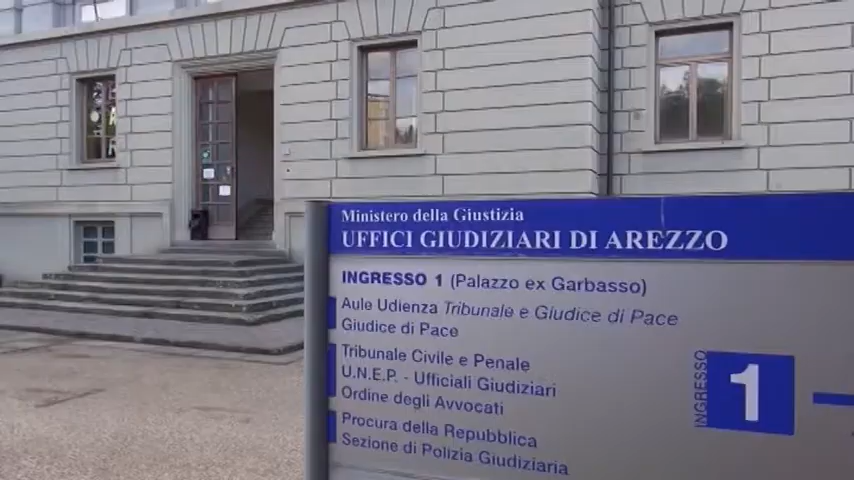 Ministero della Giustizia
UFFICI GIUDIZIARI DI AREZZO
INGRESSO 1 (Palazzo ex Garbasso)
Aule Udienza Tribunale e Giudice di Pace
Giudice di Pace
Tribunale Civile e Penale
U.N.E.P. - Ufficiali Giudiziari
Ordine degli Avvocati
Procura della Repubblica
Sezione di Polizia Giudiziaria
INGRESSO
1